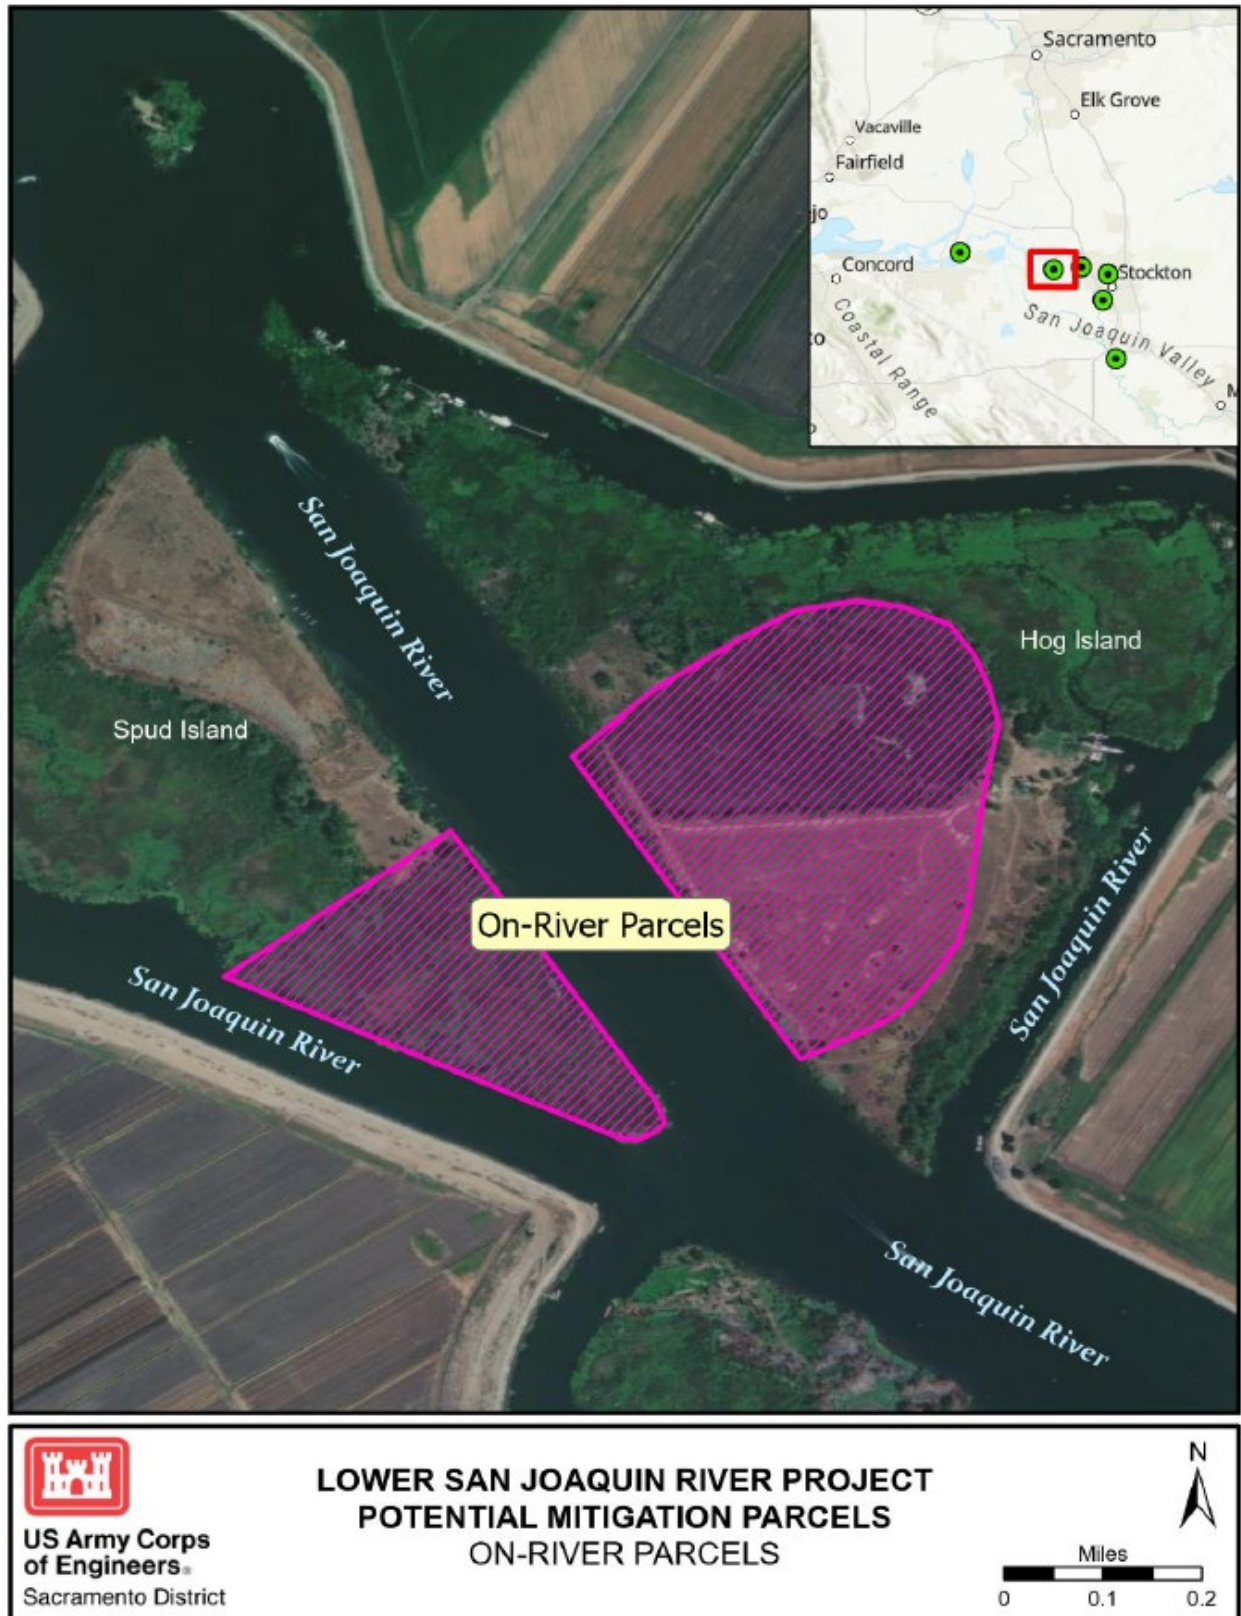 Sacramento
Elk Grove
Vacaville
Fairfield
jo
Concord
Stockton
San Joaquin Valley
Coastal Range
to
M
San Joaquin River
Hog Island
Spud Island
On-River Parcels
San Joaquin River
San Joaquin River
San Joaquin River
LOWER SAN JOAQUIN RIVER PROJECT
POTENTIAL MITIGATION PARCELS
ON-RIVER PARCELS
US Army Corps
of Engineers®
Sacramento District
N
Miles
0 0.1 0.2